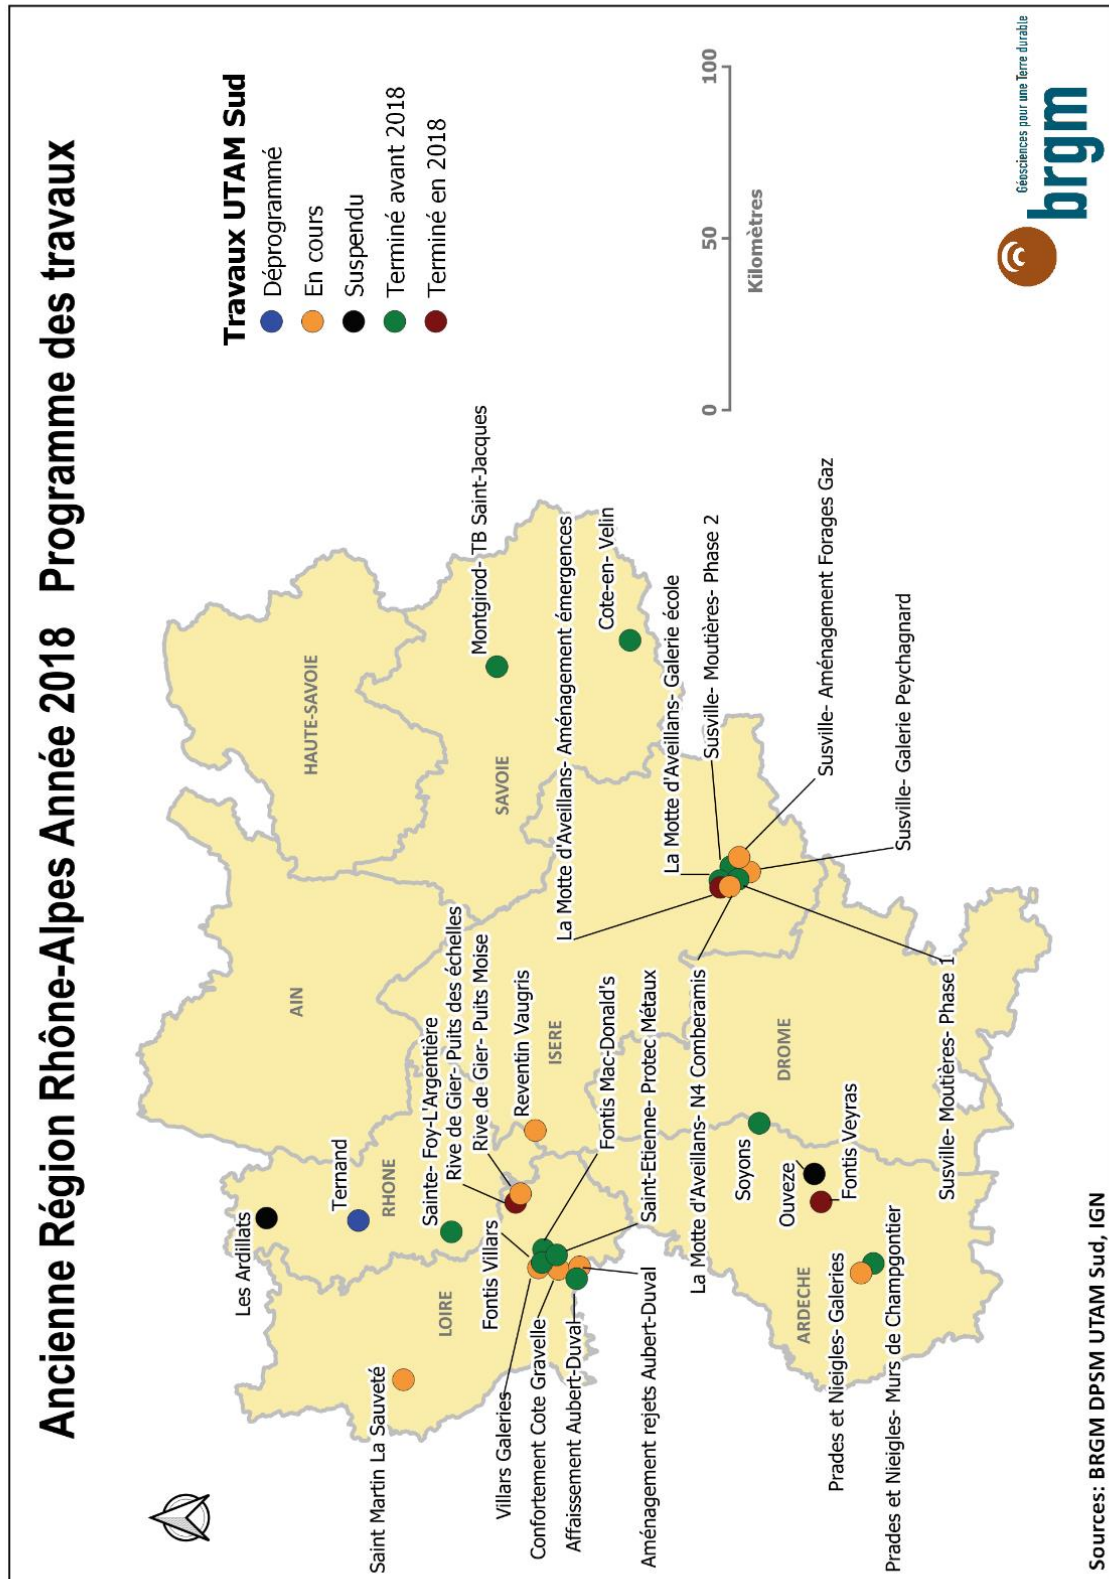 Ancienne Région Rhône-Alpes Année 2018 Programme des travaux
Travaux UTAM Sud
Déprogrammé
En cours
Suspendu
Terminé avant 2018
Terminé en 2018
Les Ardillats
Ternand
RHONE
AIN
HAUTE-SAVOIE
Saint Martin La Sauveté
LOIRE
Sainte- Foy-L'Argentière
Rive de Gier- Puits des échelles
Rive de Gier- Puits Moise
Reventin Vaugris
Montgirod- TB Saint-Jacques
SAVOIE
Cote-en- Velin
Fontis Villars
Villars Galeries
Confortement Cote Gravelle
Affaissement Aubert-Duval
Aménagement rejets Aubert-Duval
ISERE
Fontis Mac-Donald's
Saint-Etienne- Protec Métaux
La Motte d'Aveillans- Aménagement émergences
La Motte d'Aveillans- Galerie école
Susville- Moutières- Phase 2
Susville- Aménagement Forages Gaz
Susville- Galerie Peychagnard
La Motte d'Aveillans- N4 Comberamis
Susville- Moutières- Phase 1
DROME
Soyons
Ouveze
Fontis Veyras
ARDECHE
Prades et Nieigles- Galeries
Prades et Nieigles- Murs de Champgontier
0 50 100
Kilomètres
Géosciences pour une Terre durable
brgm
Sources: BRGM DPSM UTAM Sud, IGN